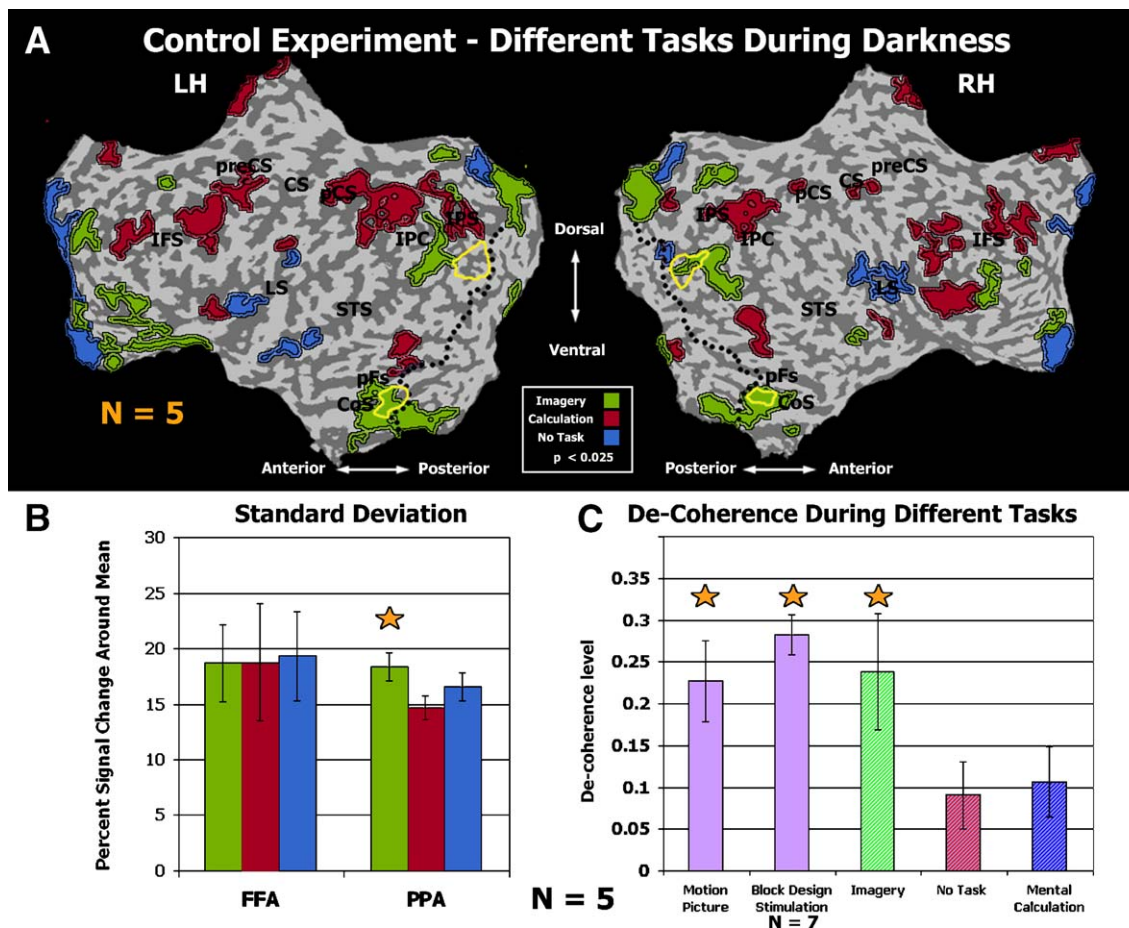 A
Control Experiment - Different Tasks During Darkness
LH
RH
preCS
CS
pCS
IPS
IFS
IPC
LS
STS
pFs
CoS
N = 5
Dorsal
Ventral
Imagery
Calculation
No Task
p < 0.025
Anterior
Posterior
preCS
CS
pCS
IPS
IPC
IFS
LS
STS
pFs
CoS
Posterior
Anterior
B
Standard Deviation
Percent Signal Change Around Mean
30
25
20
15
10
5
0
FFA
PPA
N = 5
C
De-Coherence During Different Tasks
De-coherence level
0.35
0.3
0.25
0.2
0.15
0.1
0.05
0
Motion
Picture
Block Design
Stimulation
N = 7
Imagery
No Task
Mental
Calculation